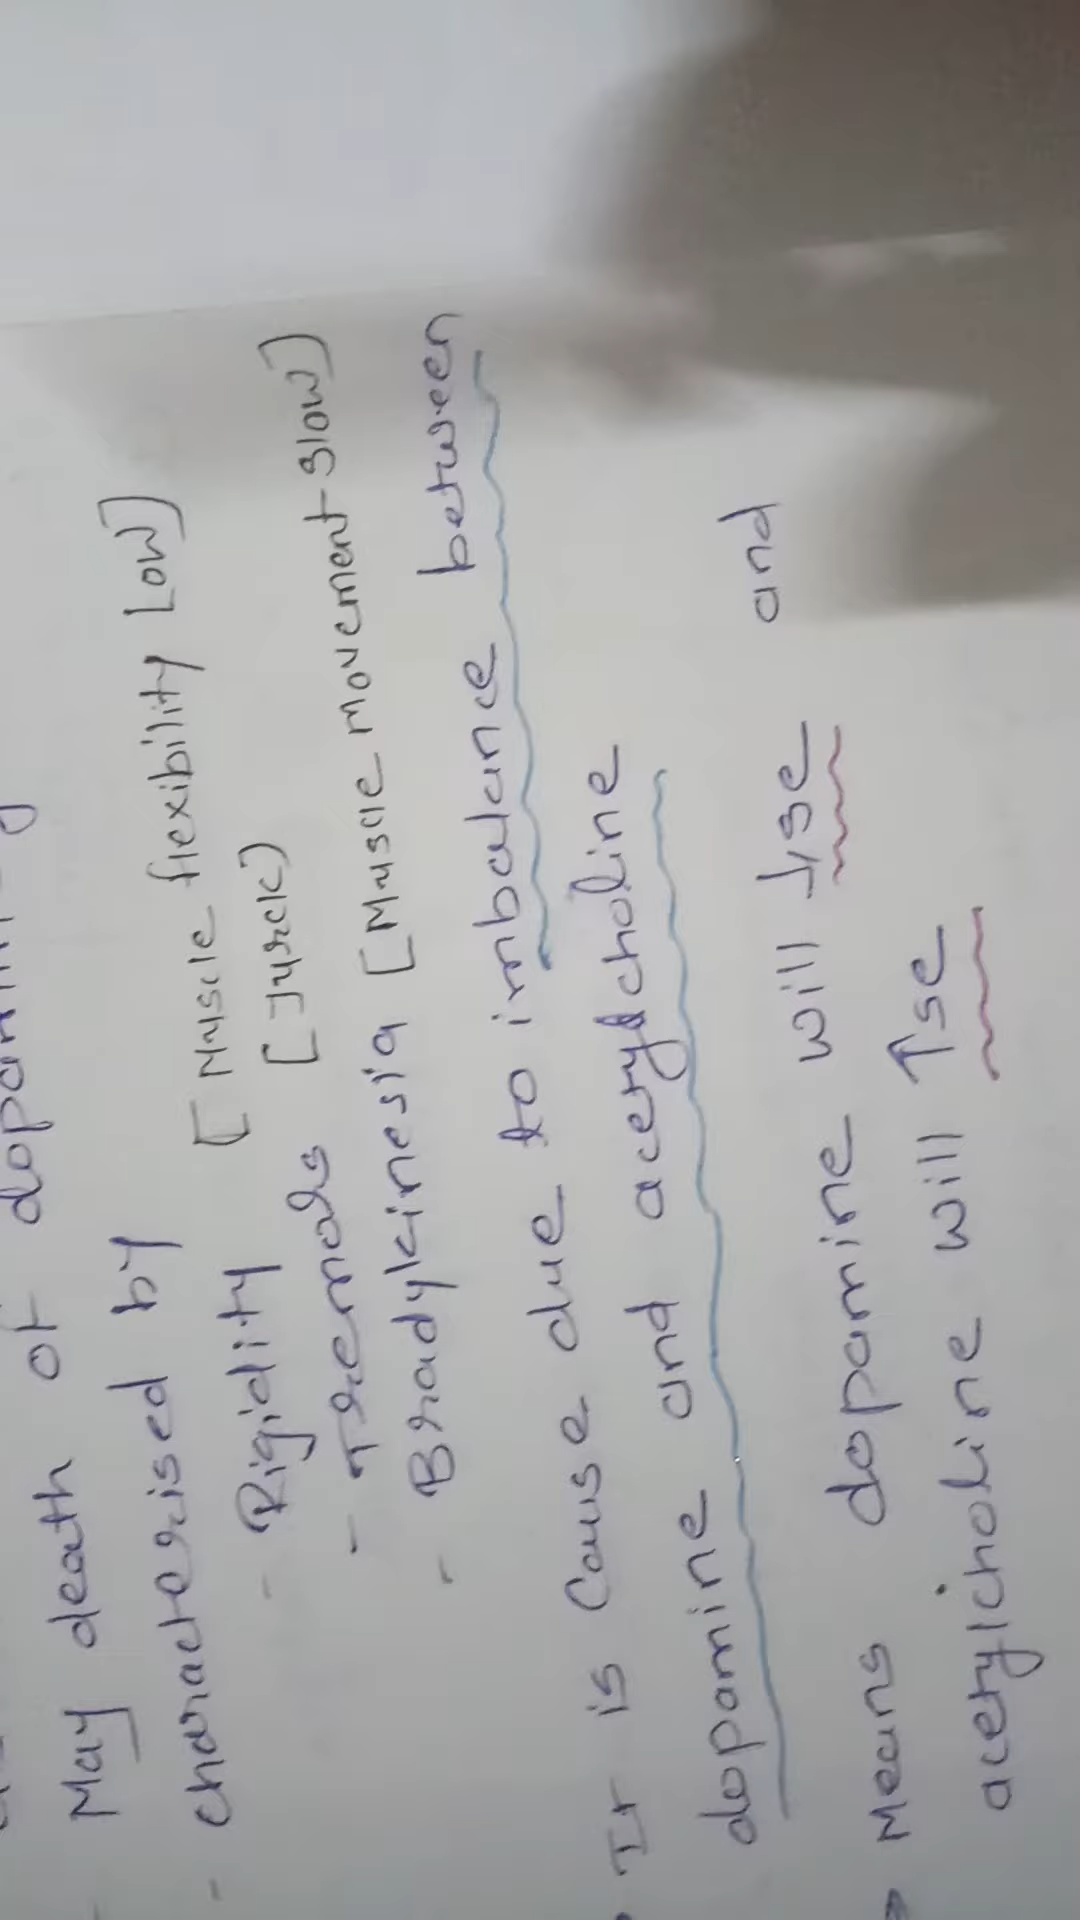 May death of
- characterised by
- Rigidity [Muscle flexibility Low]
- Tremors [Jurck]
- Bradykinesia [Muscle movement slow]
It is Cause due to imbalance between
dopamine and acetylcholine
Means dopamine will ↓se and
acetylcholine will ↑se